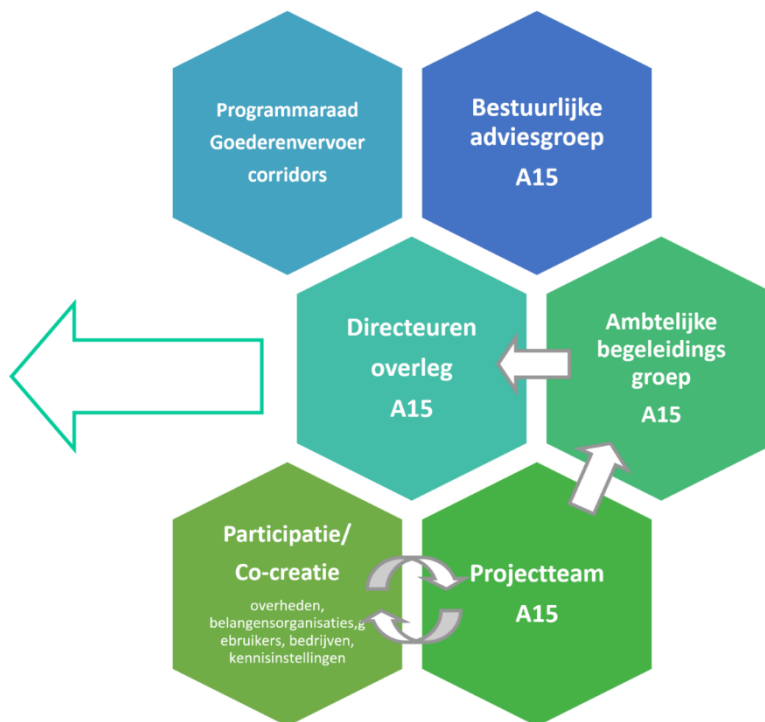 Programmaraad
Goederenvervoer
corridors
Bestuurlijke
adviesgroep
A15
Directeuren
overleg
A15
Ambtelijke
begeleidings
groep
A15
Participatie/
Co-creatie
overheden,
belangensorganisaties,g
ebruikers, bedrijven,
kennisinstellingen
Projectteam
A15